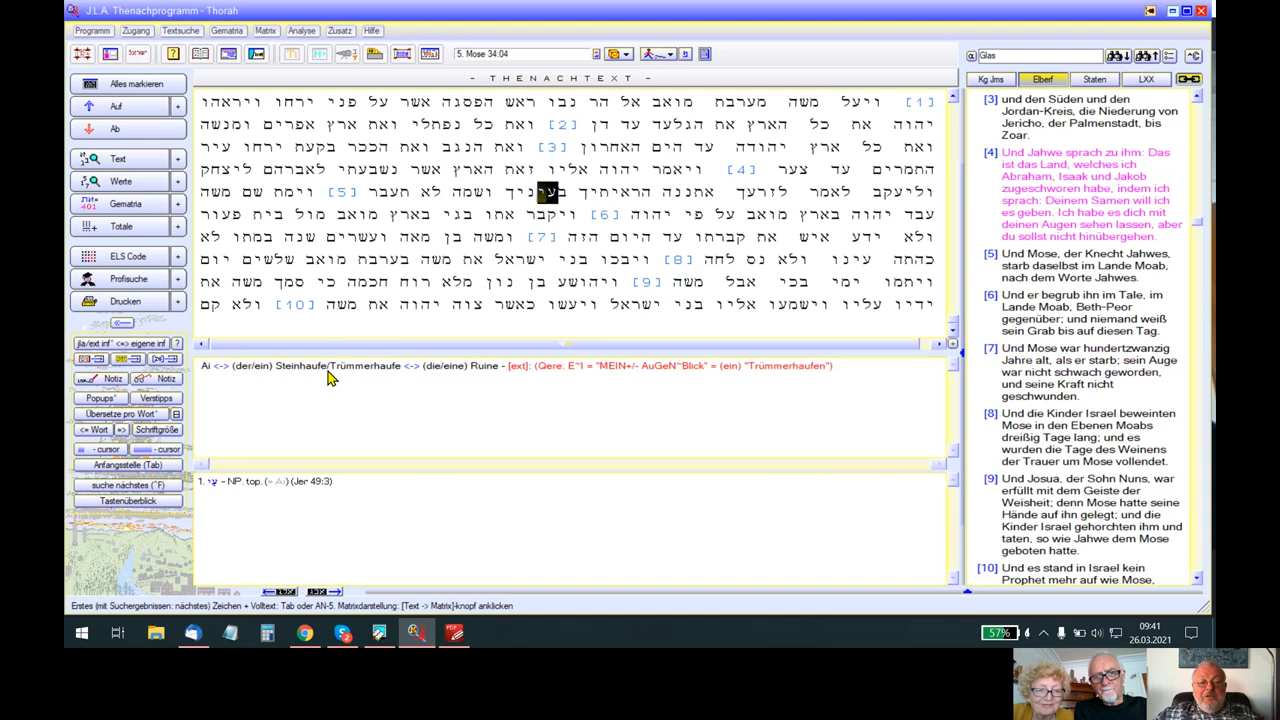 J.L.A. Thenachprogramm - Thorah
Programm Zugang Textsuche Gematria Matrix Analyse Zusatz Hilfe
5. Mose 34:04
Glas
- THENACHTEXT -
Kg Jms Elberf Staten LXX
Alles markieren
Auf +
Ab
Text +
Werte +
Gematria +
Totale +
ELS Code
Profisuche +
Drucken +
jla/ext inf <=> eigene inf ?
Notiz Notiz
Popups" Verstipps
Übersetze pro Wort"
<= Wort => Schriftgröße
- cursor - cursor
Anfangsstelle (Tab)
suche nächstes (^F)
Tastenüberblick
[1] ויעל משה מערבת מואב אל הר נבו ראש הפסגה אשר על פני ירחו ויראהו
יהוה את כל הארץ את הגלעד עד דן [2] ואת כל נפתלי ואת ארץ אפרים ומנשה
ואת כל ארץ יהודה עד הים האחרון [3] ואת הנגב ואת הככר בקעת ירחו עיר
התמרים עד צער [4] ויאמר יהוה אליו זאת הארץ אשר נשבעתי לאברהם ליצחק
וליעקב לאמר לזרעך אתננה הראיתיך בעיניך ושמה לא תעבר [5] וימת שם משה
עבד יהוה בארץ מואב על פי יהוה [6] ויקבר אתו בגי בארץ מואב מול בית פעור
ולא ידע איש את קברתו עד היום הזה [7] ומשה בן מאה ועשרים שנה במתו לא
כהתה עינו ולא נס לחה [8] ויבכו בני ישראל את משה בערבת מואב שלשים יום
ויתמו ימי בכי אבל משה [9] ויהושע בן נון מלא רוח חכמה כי סמך משה את
ידיו עליו וישמעו אליו בני ישראל ויעשו כאשר צוה יהוה את משה [10] ולא קם
Ai <-> (der/ein) Steinhaufe/Trümmerhaufe <-> (die/eine) Ruine - [ext]: (Qere: E~I = "MEIN+/- AuGeN~Blick" = (ein) "Trümmerhaufen")
1. עי - NP. top. (= Ai) (Jer 49:3)
[3] und den Süden und den
Jordan-Kreis, die Niederung von
Jericho, der Palmenstadt, bis
Zoar.
[4] Und Jahwe sprach zu ihm: Das
ist das Land, welches ich
Abraham, Isaak und Jakob
zugeschworen habe, indem ich
sprach: Deinem Samen will ich
es geben. Ich habe es dich mit
deinen Augen sehen lassen, aber
du sollst nicht hinübergehen.
[5] Und Mose, der Knecht Jahwes,
starb daselbst im Lande Moab,
nach dem Worte Jahwes.
[6] Und er begrub ihn im Tale, im
Lande Moab, Beth-Peor
gegenüber; und niemand weiß
sein Grab bis auf diesen Tag.
[7] Und Mose war hundertzwanzig
Jahre alt, als er starb; sein Auge
war nicht schwach geworden,
und seine Kraft nicht
geschwunden.
[8] Und die Kinder Israel beweinten
Mose in den Ebenen Moabs
dreißig Tage lang; und es
wurden die Tage des Weinens
der Trauer um Mose vollendet.
[9] Und Josua, der Sohn Nuns, war
erfüllt mit dem Geiste der
Weisheit; denn Mose hatte seine
Hände auf ihn gelegt; und die
Kinder Israel gehorchten ihm und
taten, so wie Jahwe dem Mose
geboten hatte.
[10] Und es stand in Israel kein
Prophet mehr auf wie Mose,
Erstes (mit Suchergebnissen: nächstes) Zeichen + Volltext: Tab oder AN-5. Matrixdarstellung: [Text -> Matrix]-knopf anklicken
57%
09:41
26.03.2021